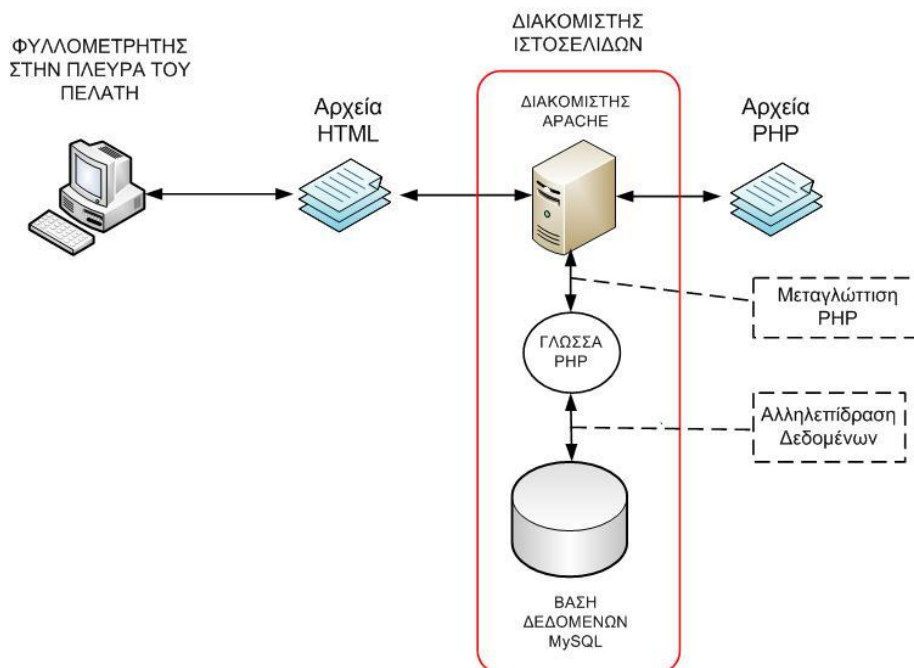 ΦΥΛΛΟΜΕΤΡΗΤΗΣ
ΣΤΗΝ ΠΛΕΥΡΑ ΤΟΥ
ΠΕΛΑΤΗ
Αρχεία
HTML
ΔΙΑΚΟΜΙΣΤΗΣ
ΙΣΤΟΣΕΛΙΔΩΝ
ΔΙΑΚΟΜΙΣΤΗΣ
APACHE
Αρχεία
PHP
Μεταγλώττιση
PHP
ΓΛΩΣΣΑ
PHP
Αλληλεπίδραση
Δεδομένων
ΒΑΣΗ
ΔΕΔΟΜΕΝΩΝ
MySQL